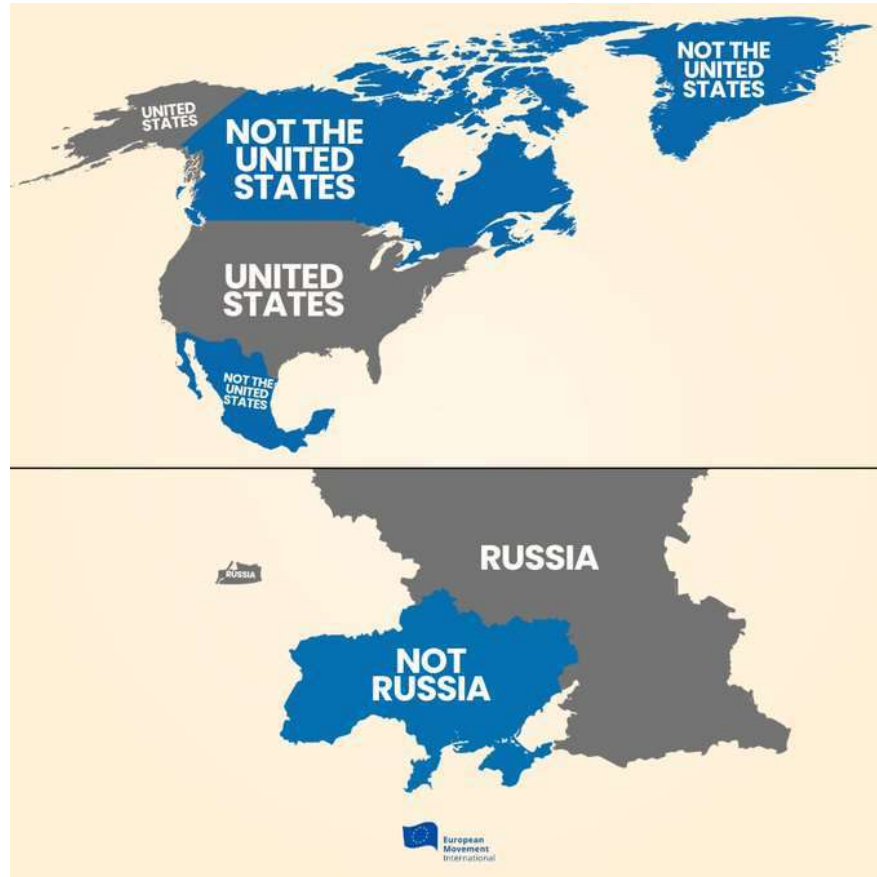 NOT THE
UNITED
STATES
UNITED
STATES
NOT THE
UNITED
STATES
UNITED
STATES
NOT THE
UNITED
STATES
RUSSIA
RUSSIA
NOT
RUSSIA
European
Movement
International